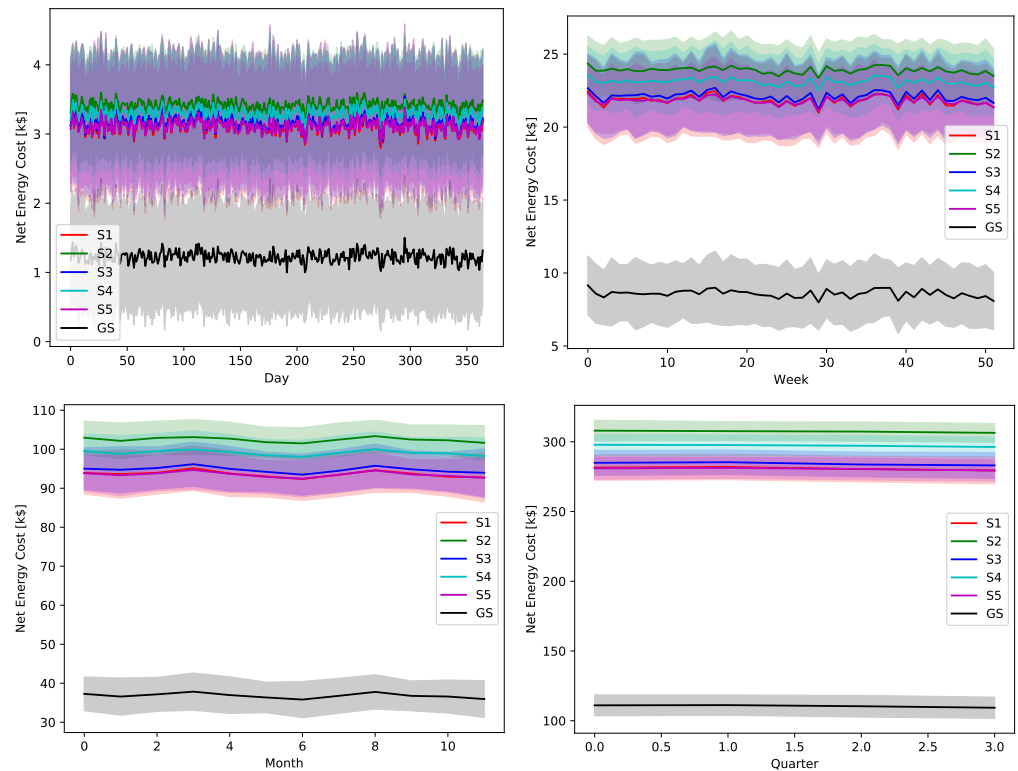 Net Energy Cost [k$]
4
3
2
1
0
S1
S2
S3
S4
S5
GS
0 50 100 150 200 250 300 350
Day
Net Energy Cost [k$]
25
20
15
10
5
S1
S2
S3
S4
S5
GS
0 10 20 30 40 50
Week
Net Energy Cost [k$]
110
100
90
80
70
60
50
40
30
S1
S2
S3
S4
S5
GS
0 2 4 6 8 10
Month
Net Energy Cost [k$]
300
250
200
150
100
S1
S2
S3
S4
S5
GS
0.0 0.5 1.0 1.5 2.0 2.5 3.0
Quarter